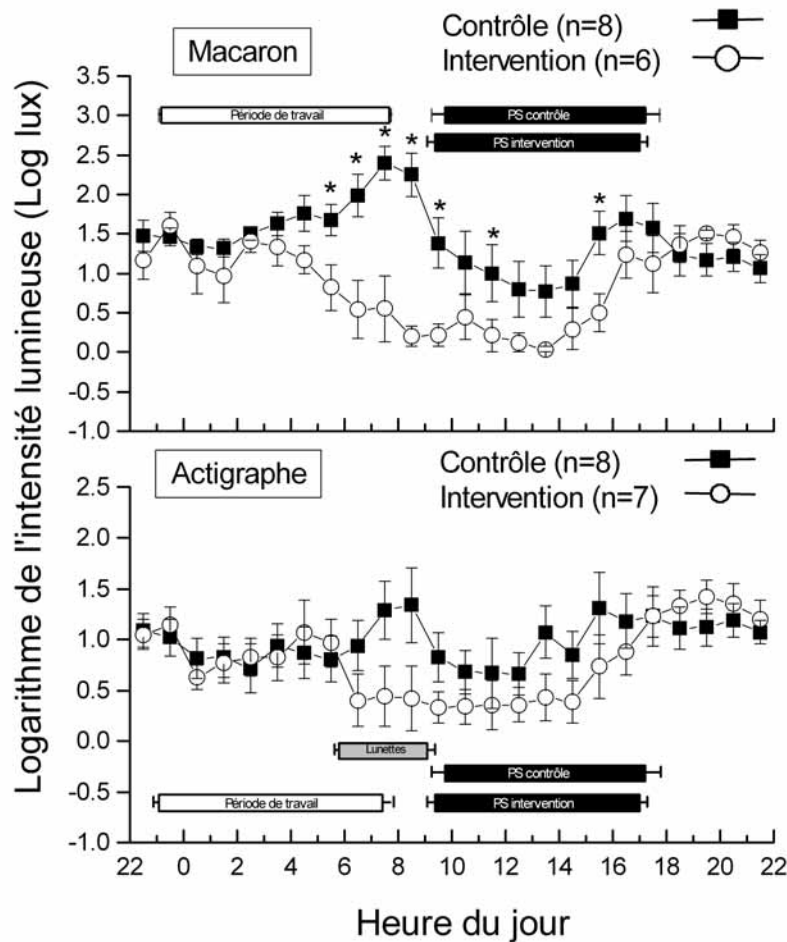 Macaron
Contrôle (n=8)
Intervention (n=6)
3.5
3.0
2.5
2.0
1.5
1.0
0.5
0.0
-0.5
-1.0
Période de travail
PS contrôle
PS intervention
* * * * * * *
Logarithme de l'intensité lumineuse (Log lux)
Actigraphe
Contrôle (n=8)
Intervention (n=7)
2.5
2.0
1.5
1.0
0.5
0.0
-0.5
-1.0
Lunettes
PS contrôle
Période de travail
PS intervention
22 0 2 4 6 8 10 12 14 16 18 20 22
Heure du jour